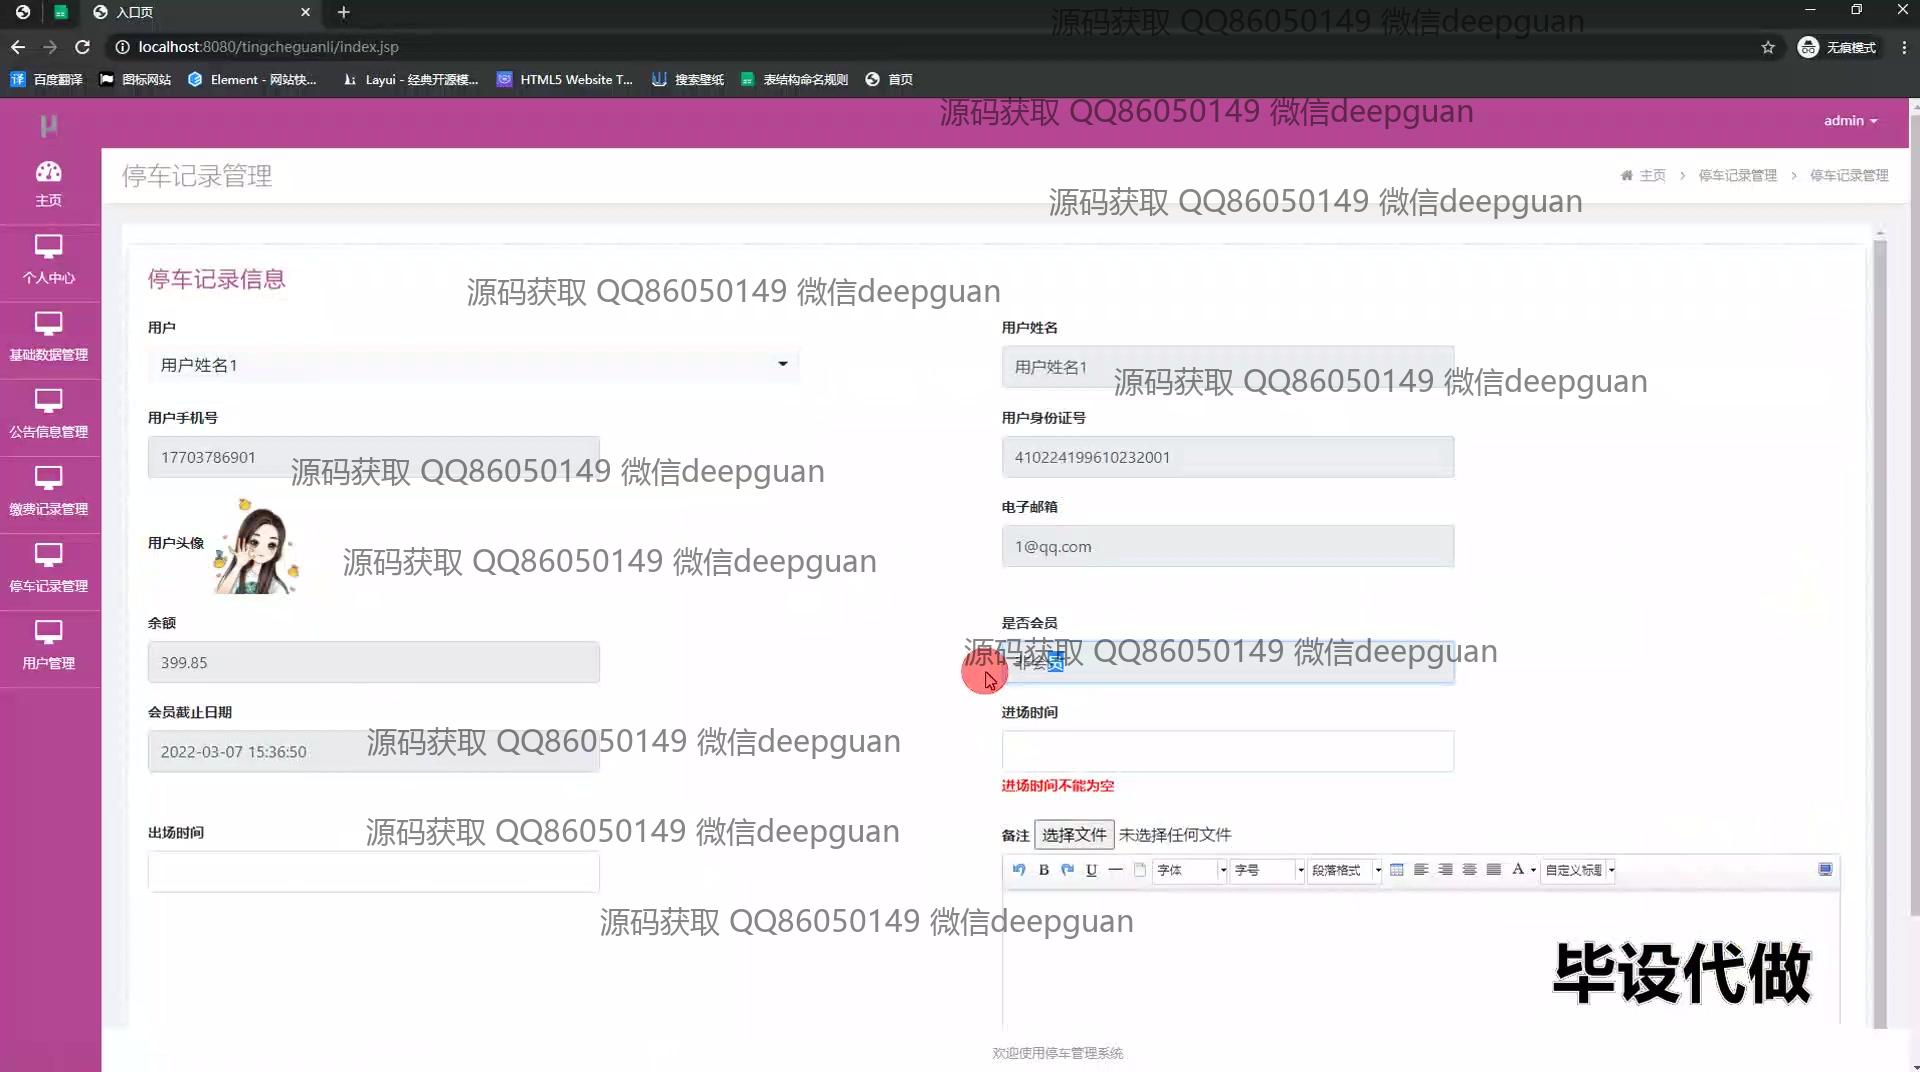 入口页
源码获取 QQ86050149 微信deepguan
localhost:8080/tingcheguanli/index.jsp
无痕模式
百度翻译 图标网站 Element - 网站快... Layui - 经典开源模... HTML5 Website T... 搜索壁纸 表结构命名规则 首页
源码获取 QQ86050149 微信deepguan
admin
主页
停车记录管理
主页 > 停车记录管理 > 停车记录管理
源码获取 QQ86050149 微信deepguan
个人中心
基础数据管理
公告信息管理
缴费记录管理
停车记录管理
用户管理
停车记录信息
源码获取 QQ86050149 微信deepguan
用户
用户姓名
用户姓名1
用户姓名1
源码获取 QQ86050149 微信deepguan
用户手机号
用户身份证号
17703786901
410224199610232001
源码获取 QQ86050149 微信deepguan
电子邮箱
用户头像
1@qq.com
源码获取 QQ86050149 微信deepguan
余额
是否会员
399.85
非会员
源码获取 QQ86050149 微信deepguan
会员截止日期
进场时间
2022-03-07 15:36:50
源码获取 QQ86050149 微信deepguan
进场时间不能为空
出场时间
源码获取 QQ86050149 微信deepguan
备注 选择文件 未选择任何文件
B U 字体 字号 段落格式 A 自定义标题
源码获取 QQ86050149 微信deepguan
毕设代做
欢迎使用停车管理系统